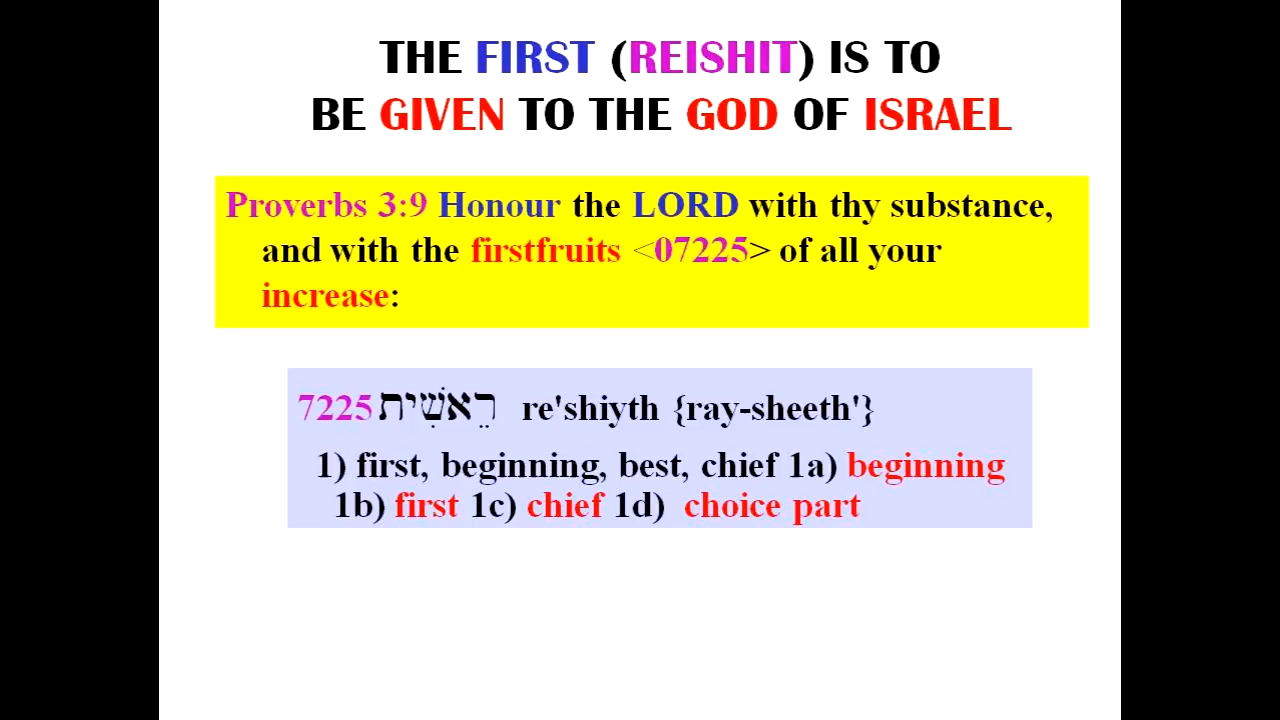 THE FIRST (REISHIT) IS TO
BE GIVEN TO THE GOD OF ISRAEL
Proverbs 3:9 Honour the LORD with thy substance,
and with the firstfruits <07225> of all your
increase:
7225 רֵאשִׁית re'shiyth {ray-sheeth'}
1) first, beginning, best, chief 1a) beginning
1b) first 1c) chief 1d) choice part